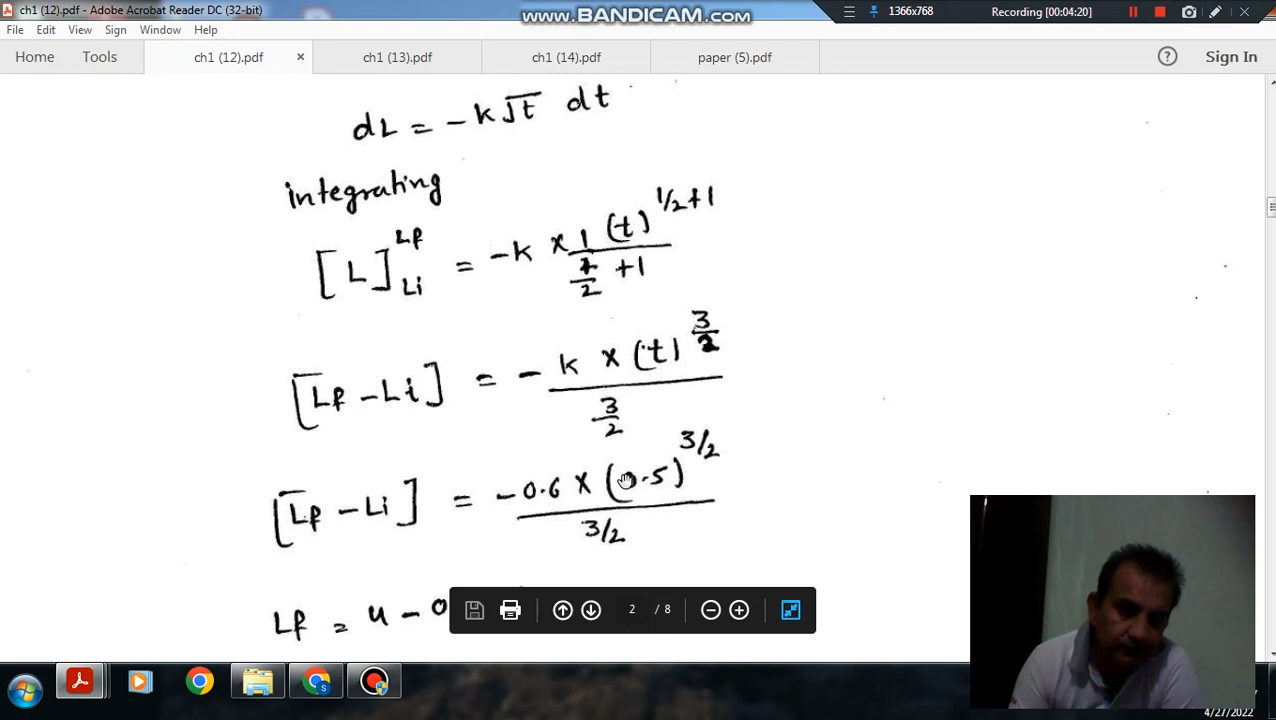 ch1 (12).pdf - Adobe Acrobat Reader DC (32-bit)
www.BANDICAM.com
1366x768
Recording [00:04:20]
File Edit View Sign Window Help
Home Tools ch1 (12).pdf × ch1 (13).pdf ch1 (14).pdf paper (5).pdf ? Sign In
dL = -k√t dt
integrating
[L]_{Li}^{Lf} = -k × 1 (t)^{1/2+1} / (1/2 + 1)
[Lf - Li] = - k × (t)^{3/2} / (3/2)
[Lf - Li] = -0.6 × (0.5)^{3/2} / (3/2)
Lf = 4 - 0
2 / 8
4/27/2022